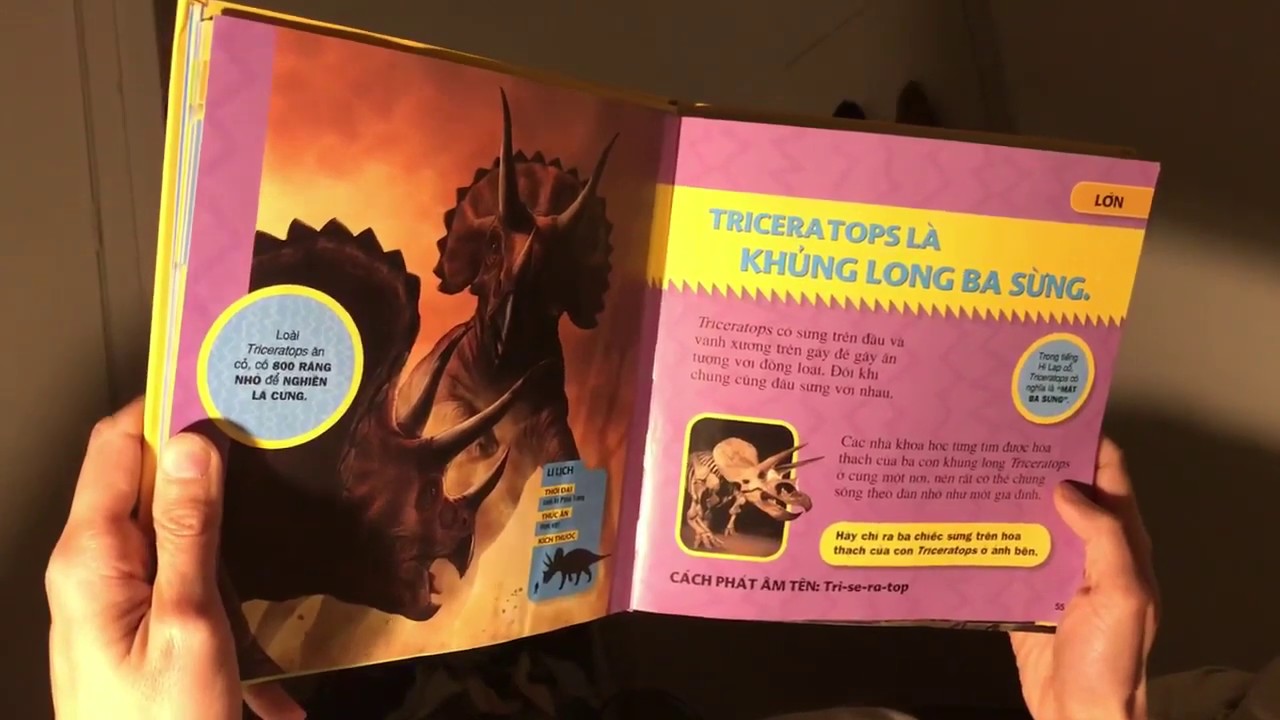 Loài
Triceratops ăn
cỏ, có 800 RĂNG
NHỎ để NGHIỀN
LÁ CỨNG.
LÍ LỊCH
THỜI ĐẠI
THỨC ĂN
KÍCH THƯỚC
LỚN
TRICERATOPS LÀ
KHỦNG LONG BA SỪNG.
Triceratops có sừng trên đầu và
vành xương trên gáy để gây ấn
tượng với đồng loại. Đôi khi
chúng cũng đấu sừng với nhau.
Trong tiếng
Hi Lạp cổ,
Triceratops có
nghĩa là "MẶT
BA SỪNG".
Các nhà khoa học từng tìm được hóa
thạch của ba con khủng long Triceratops
ở cùng một nơi, nên rất có thể chúng
sống theo đàn nhỏ như một gia đình.
Hãy chỉ ra ba chiếc sừng trên hóa
thạch của con Triceratops ở ảnh bên.
CÁCH PHÁT ÂM TÊN: Tri-se-ra-top
55